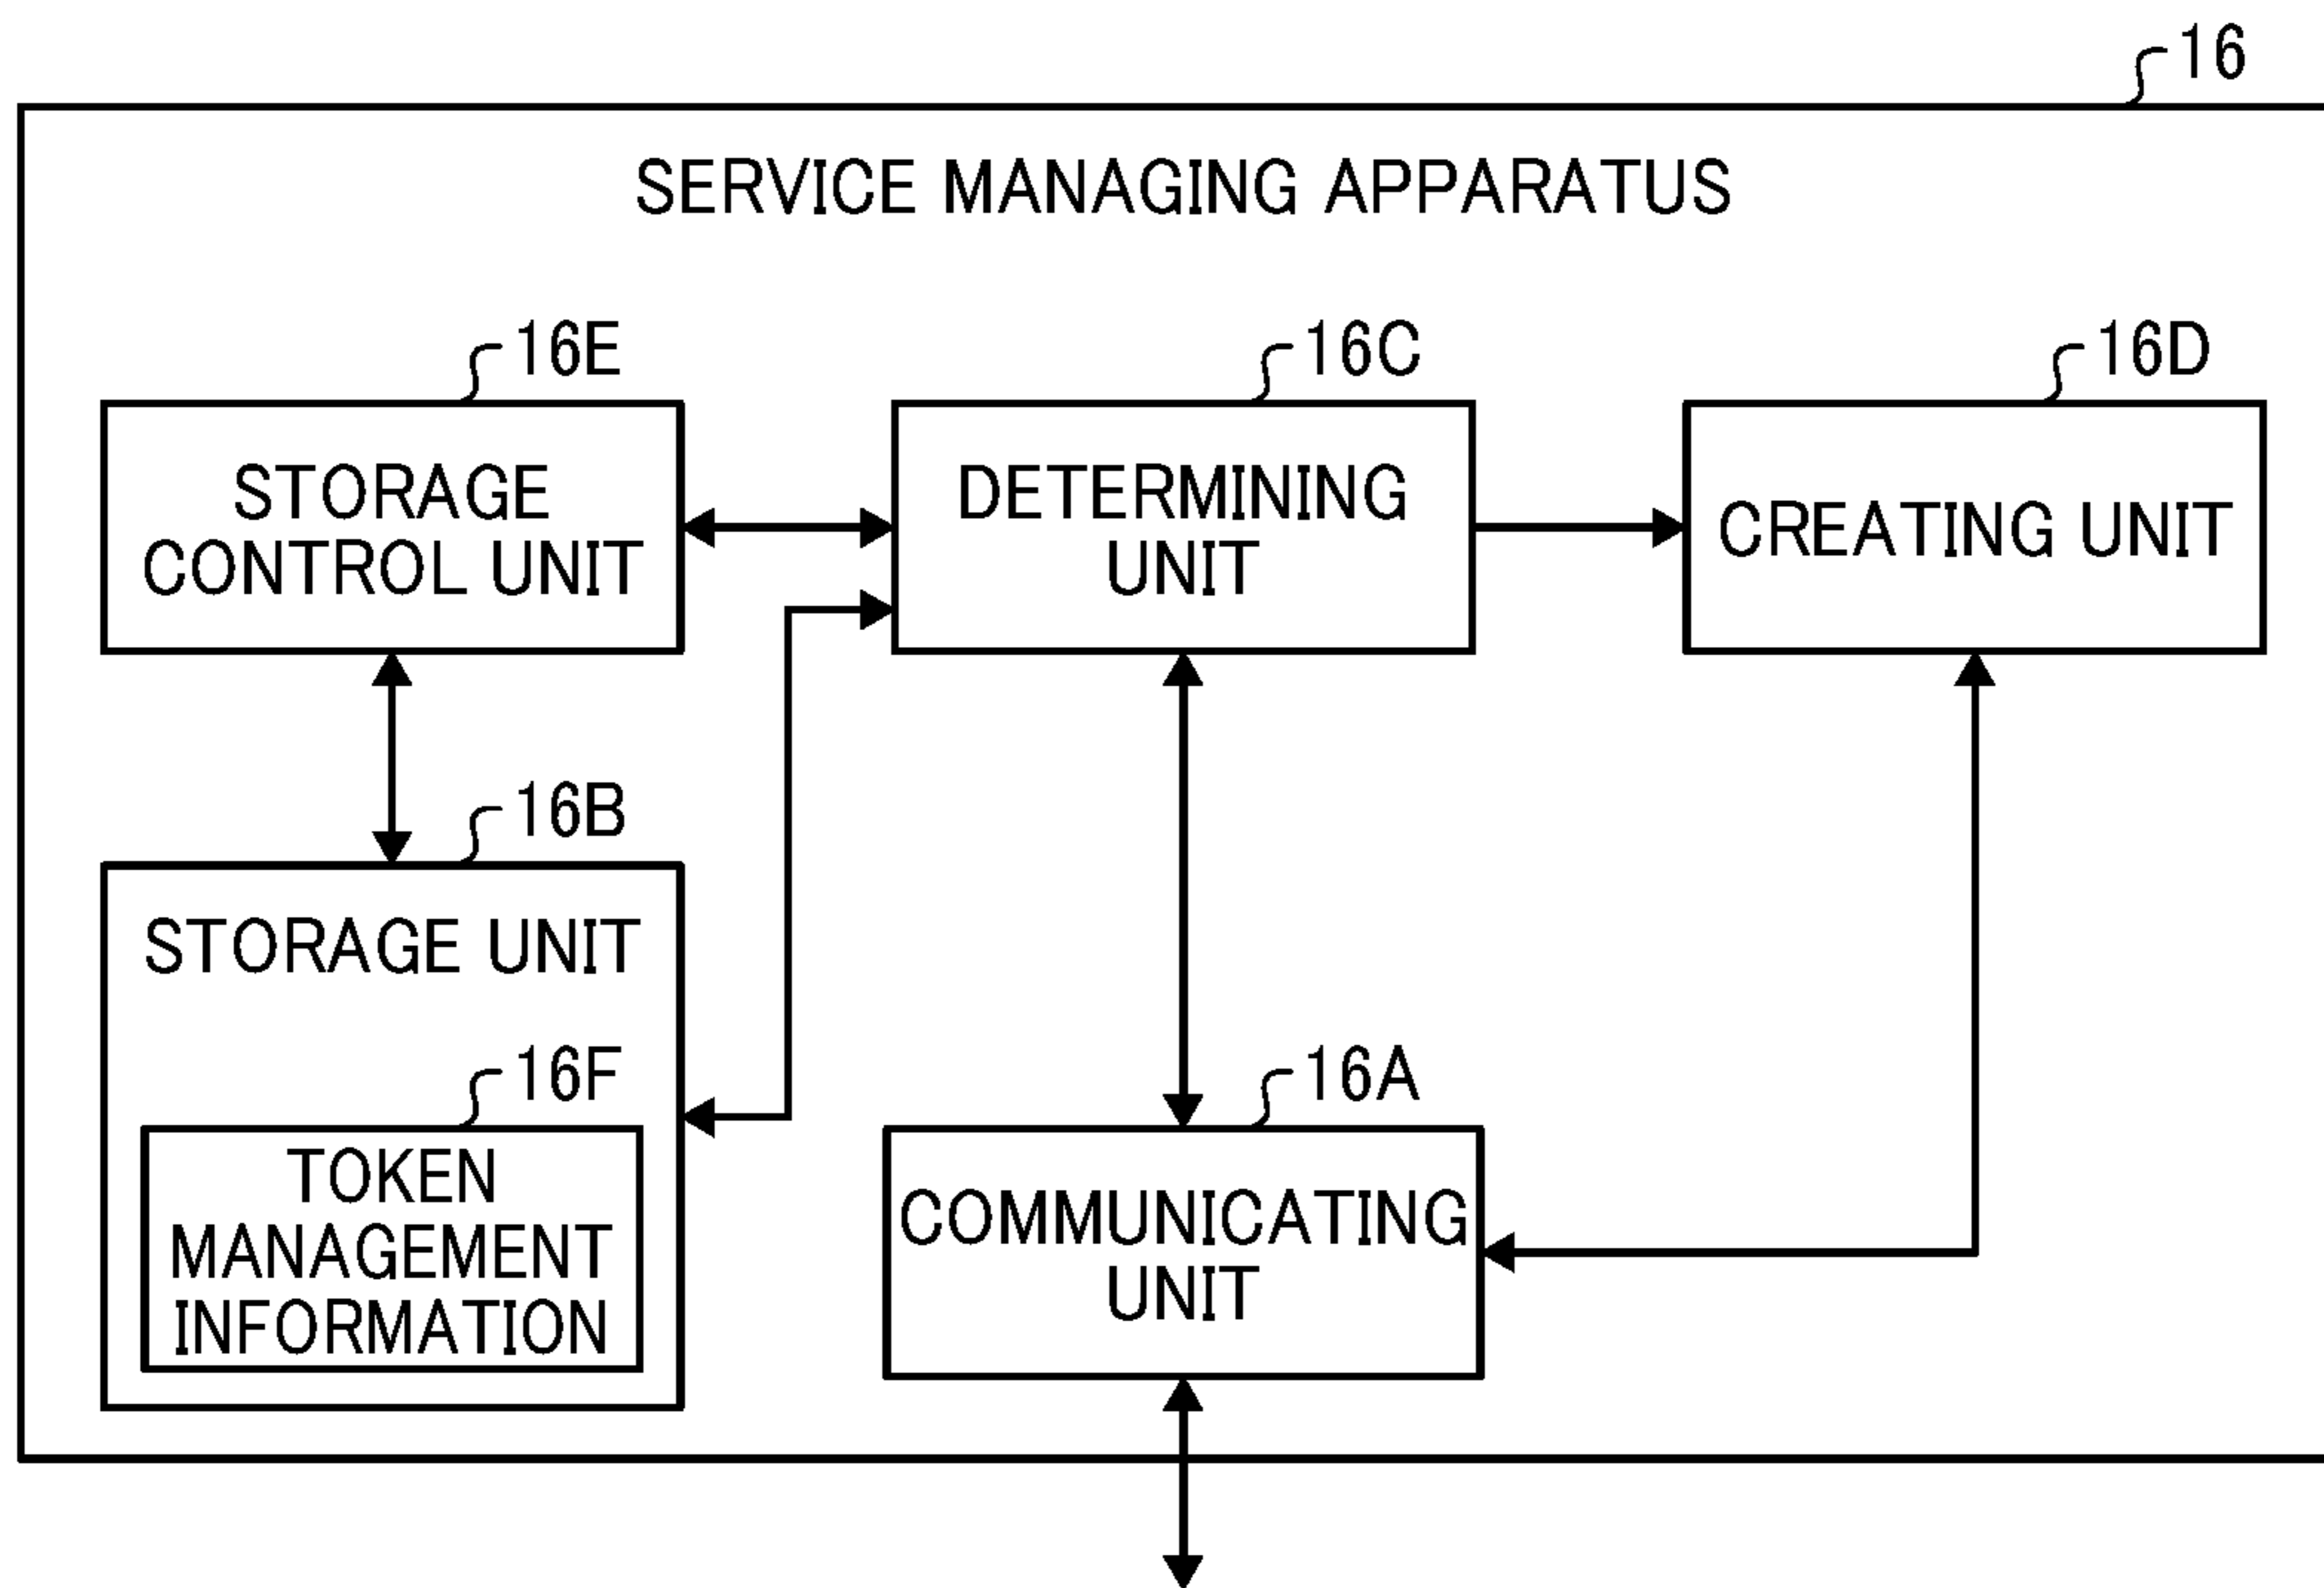 16
SERVICE MANAGING APPARATUS
16E
STORAGE
CONTROL UNIT
16C
DETERMINING
UNIT
16D
CREATING UNIT
16B
STORAGE UNIT
16F
TOKEN
MANAGEMENT
INFORMATION
16A
COMMUNICATING
UNIT